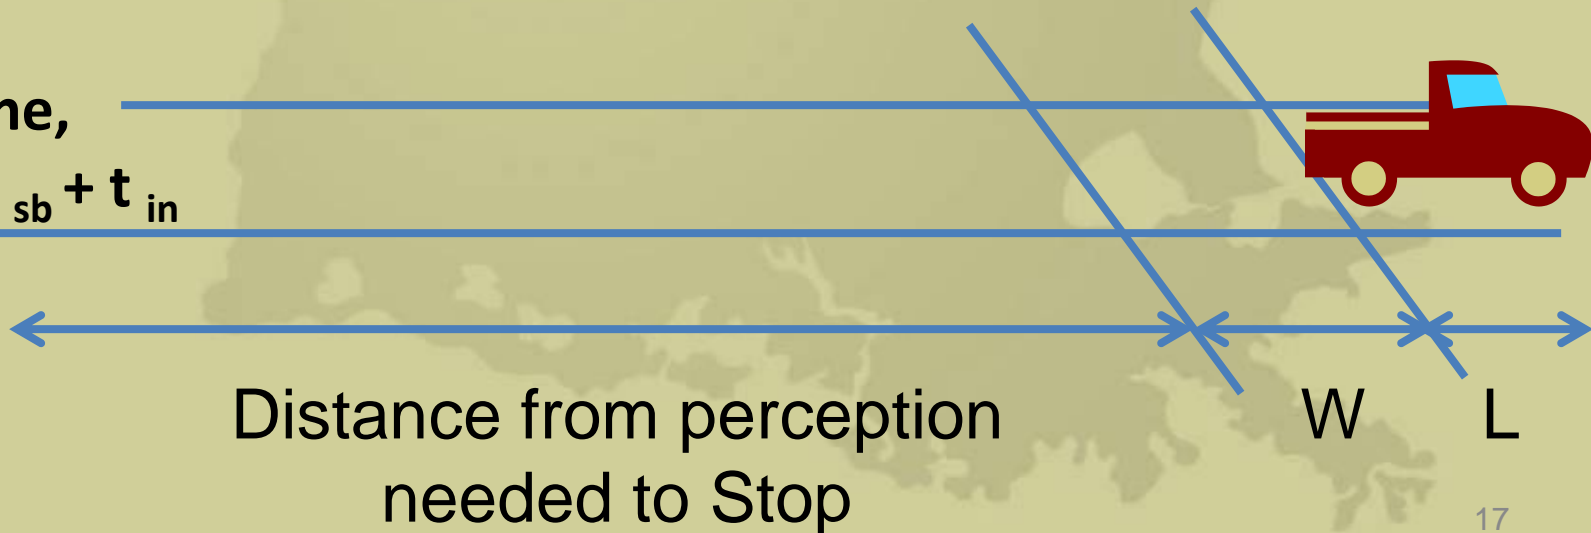 ne,
sb + t in
Distance from perception
needed to Stop
W
L
17